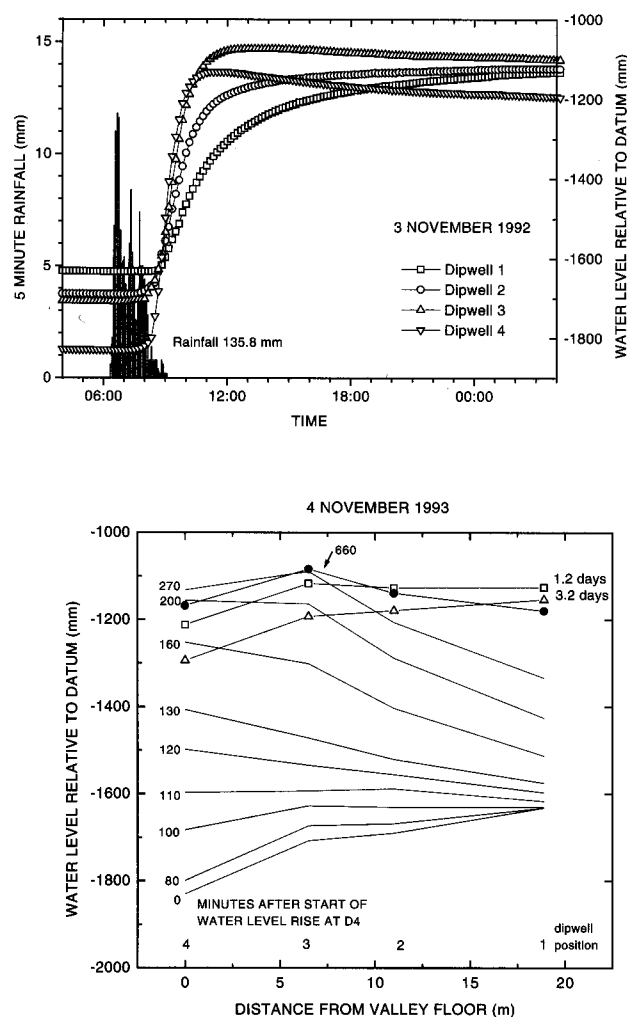 15
10
5
0
5 MINUTE RAINFALL (mm)
-1000
-1200
-1400
-1600
-1800
WATER LEVEL RELATIVE TO DATUM (mm)
3 NOVEMBER 1992
Dipwell 1
Dipwell 2
Dipwell 3
Dipwell 4
Rainfall 135.8 mm
06:00 12:00 18:00 00:00
TIME
4 NOVEMBER 1993
-1000
-1200
-1400
-1600
-1800
-2000
WATER LEVEL RELATIVE TO DATUM (mm)
660
270
200
160
130
120
110
100
80
0
1.2 days
3.2 days
MINUTES AFTER START OF
WATER LEVEL RISE AT D4
4 3 2 1
dipwell
position
0 5 10 15 20
DISTANCE FROM VALLEY FLOOR (m)